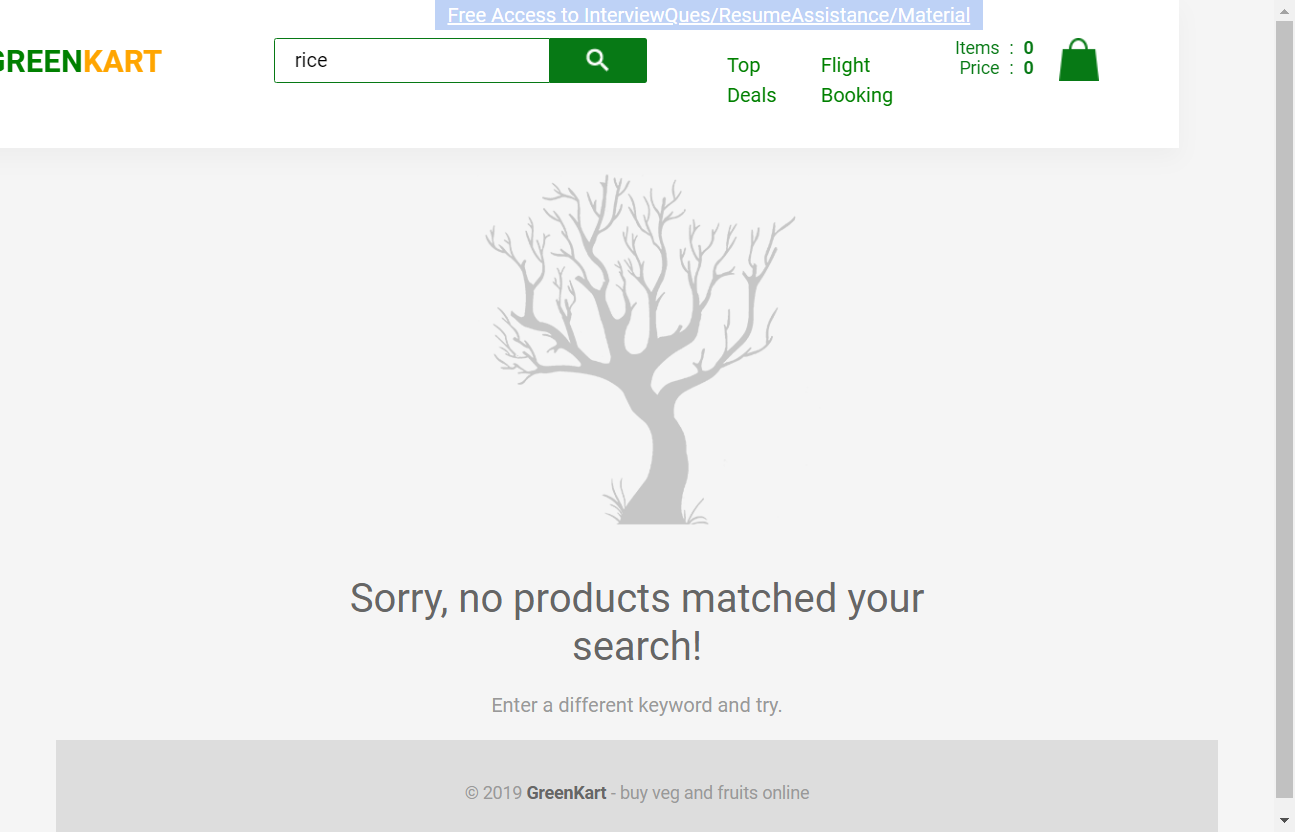 Free Access to InterviewQues/ResumeAssistance/Material
GREENKART
rice
Top
Deals
Flight
Booking
Items : 0
Price : 0
Sorry, no products matched your
search!
Enter a different keyword and try.
© 2019 GreenKart - buy veg and fruits online